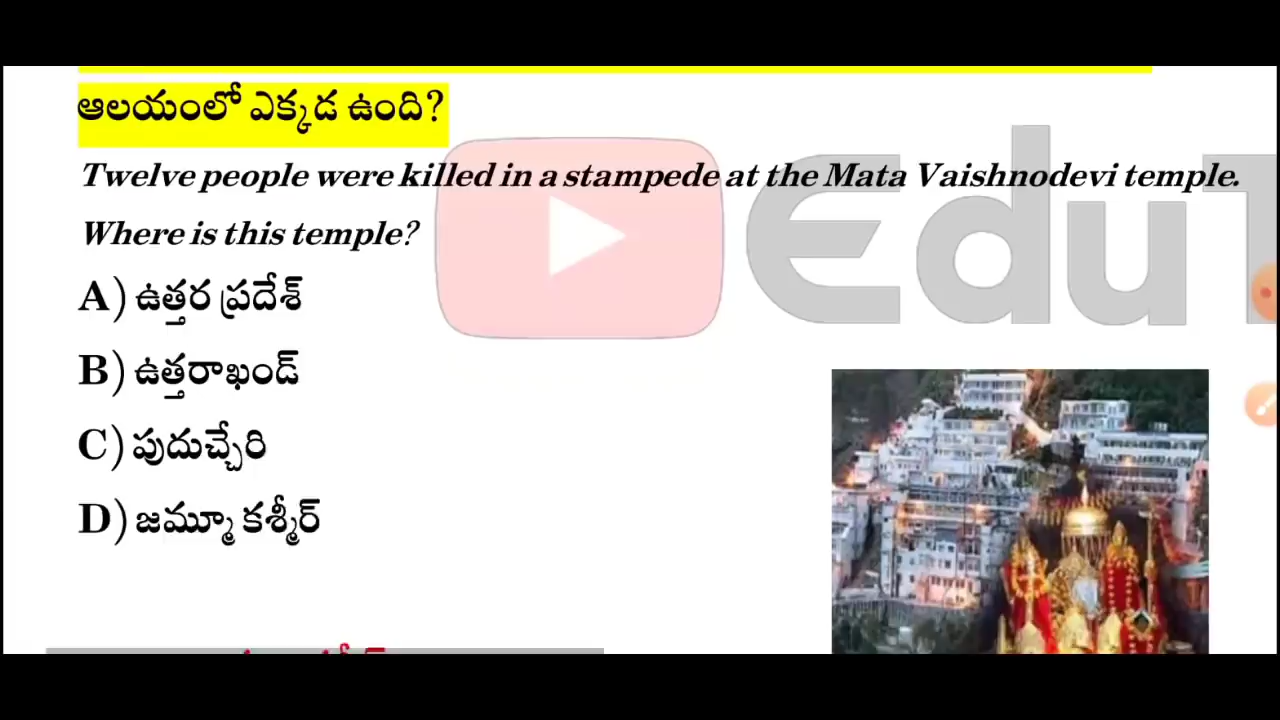 ఆలయంలో ఎక్కడ ఉంది?
Twelve people were killed in a stampede at the Mata Vaishnodevi temple.
Where is this temple?
EduT
A) ఉత్తర ప్రదేశ్
B) ఉత్తరాఖండ్
C) పుదుచ్చేరి
D) జమ్మూ కశ్మీర్